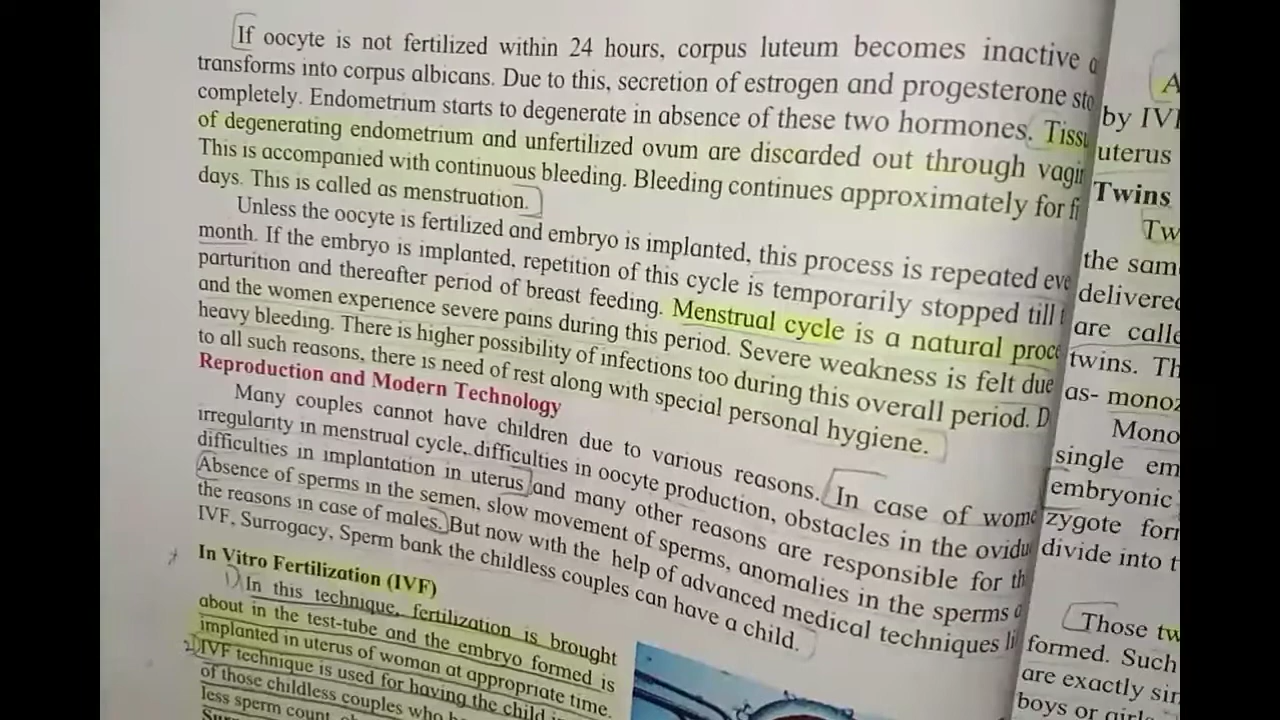 If oocyte is not fertilized within 24 hours, corpus luteum becomes inactive
transforms into corpus albicans. Due to this, secretion of estrogen and progesterone
completely. Endometrium starts to degenerate in absence of these two hormones.
of degenerating endometrium and unfertilized ovum are discarded out through
This is accompanied with continuous bleeding. Bleeding continues approximately for
days. This is called as menstruation.
Unless the oocyte is fertilized and embryo is implanted, this process is repeated
month. If the embryo is implanted, repetition of this cycle is temporarily stopped till
parturition and thereafter period of breast feeding. Menstrual cycle is a natural
and the women experience severe pains during this period. Severe weakness is felt due
heavy bleeding. There is higher possibility of infections too during this overall period.
to all such reasons, there is need of rest along with special personal hygiene.
Reproduction and Modern Technology
Many couples cannot have children due to various reasons. In case of
irregularity in menstrual cycle, difficulties in oocyte production, obstacles in the
difficulties in implantation in uterus and many other reasons are responsible for
Absence of sperms in the semen, slow movement of sperms, anomalies in the sperms
the reasons in case of males. But now with the help of advanced medical techniques
IVF, Surrogacy, Sperm bank the childless couples can have a child.
In Vitro Fertilization (IVF)
1) In this technique, fertilization is brought
about in the test-tube and the embryo formed is
implanted in uterus of woman at appropriate time.
2) IVF technique is used for having the child
of those childless couples who
less sperm count,
A
by
uterus
Twins
the
are
twins.
as-
single
embryonic
zygote
divide into
Those
formed. Such
are exactly
boys or